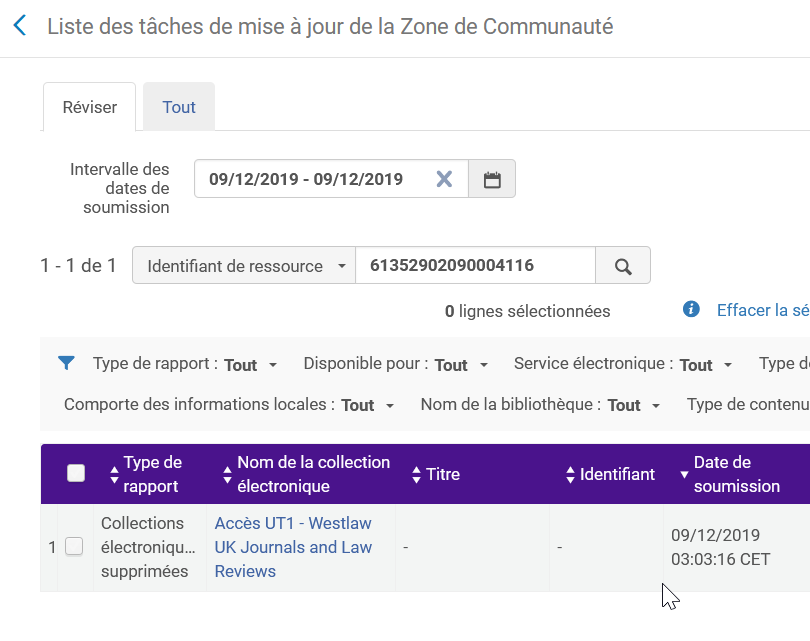 Liste des tâches de mise à jour de la Zone de Communauté
Réviser
Tout
Intervalle des
dates de
soumission
09/12/2019 - 09/12/2019
1 - 1 de 1
Identifiant de ressource
61352902090004116
0 lignes sélectionnées
Effacer la sé
Type de rapport : Tout
Disponible pour : Tout
Service électronique : Tout
Type de
Comporte des informations locales : Tout
Nom de la bibliothèque : Tout
Type de contenu
Type de
rapport
Nom de la collection
électronique
Titre
Identifiant
Date de
soumission
1
Collections
électroniqu...
supprimées
Accès UT1 - Westlaw
UK Journals and Law
Reviews
-
-
09/12/2019
03:03:16 CET